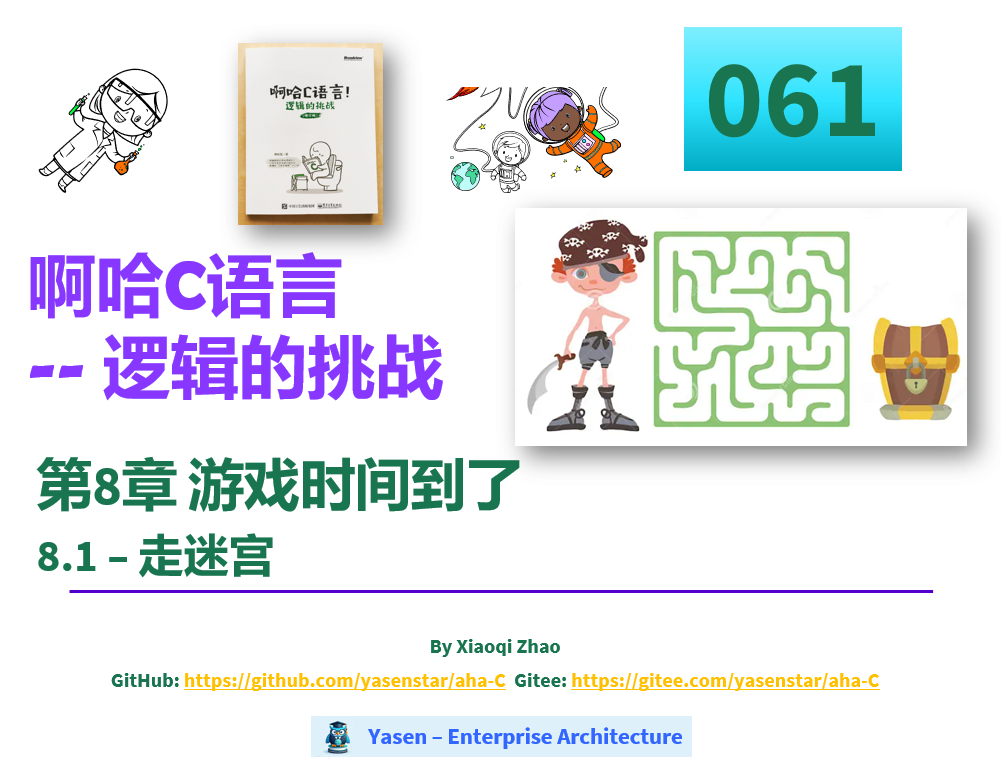 啊哈C语言!
逻辑的挑战
061
啊哈C语言
-- 逻辑的挑战
第8章 游戏时间到了
8.1 – 走迷宫
By Xiaoqi Zhao
GitHub: https://github.com/yasenstar/aha-C Gitee: https://gitee.com/yasenstar/aha-C
Yasen – Enterprise Architecture